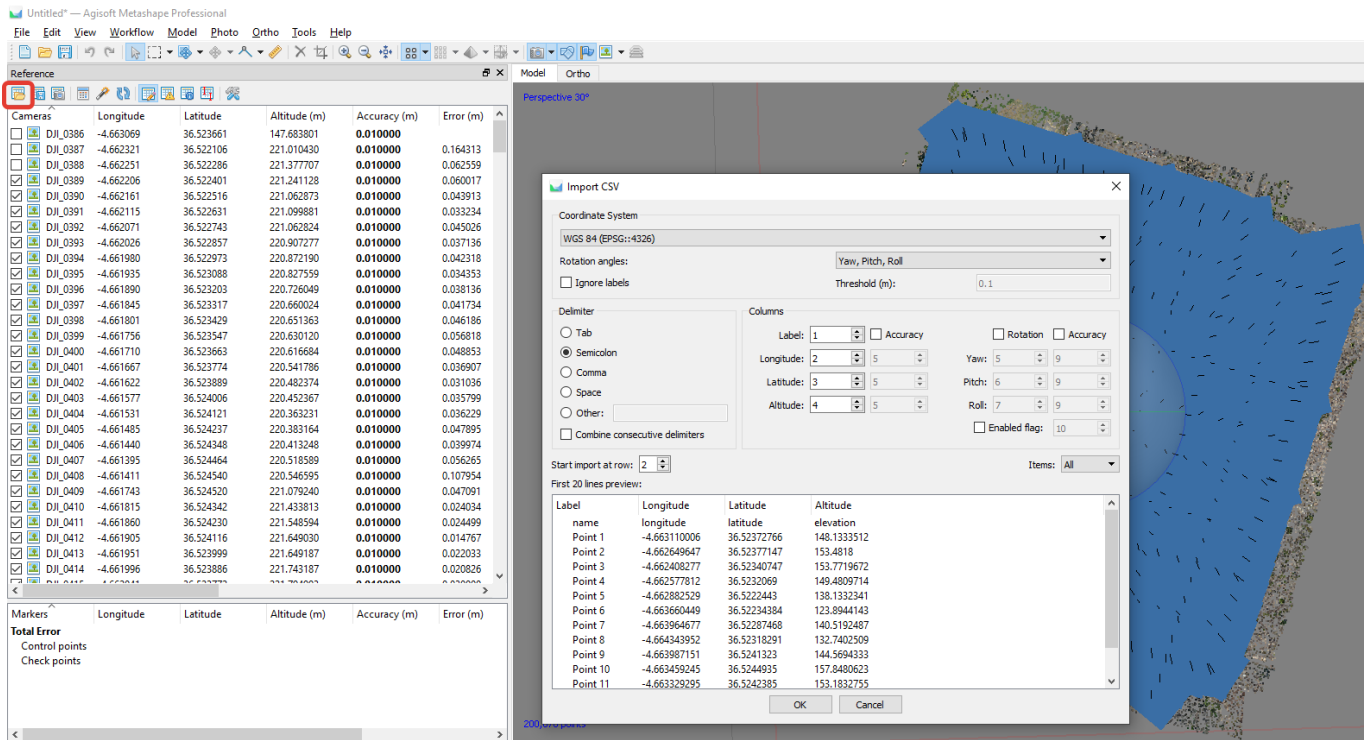 Untitled* — Agisoft Metashape Professional
File Edit View Workflow Model Photo Ortho Tools Help
Reference
Cameras Longitude Latitude Altitude (m) Accuracy (m) Error (m)
DJI_0386 -4.663069 36.523661 147.683801 0.010000
DJI_0387 -4.662321 36.522106 221.010430 0.010000 0.164313
DJI_0388 -4.662251 36.522286 221.377707 0.010000 0.062559
DJI_0389 -4.662206 36.522401 221.241128 0.010000 0.060017
DJI_0390 -4.662161 36.522516 221.062873 0.010000 0.043913
DJI_0391 -4.662115 36.522631 221.099881 0.010000 0.033234
DJI_0392 -4.662071 36.522743 221.062824 0.010000 0.045026
DJI_0393 -4.662026 36.522857 220.907277 0.010000 0.037136
DJI_0394 -4.661980 36.522973 220.872190 0.010000 0.042318
DJI_0395 -4.661935 36.523088 220.827559 0.010000 0.034353
DJI_0396 -4.661890 36.523203 220.726049 0.010000 0.038136
DJI_0397 -4.661845 36.523317 220.660024 0.010000 0.041734
DJI_0398 -4.661801 36.523429 220.651363 0.010000 0.046186
DJI_0399 -4.661756 36.523547 220.630120 0.010000 0.056818
DJI_0400 -4.661710 36.523663 220.616684 0.010000 0.048853
DJI_0401 -4.661667 36.523774 220.541786 0.010000 0.036907
DJI_0402 -4.661622 36.523889 220.482374 0.010000 0.031036
DJI_0403 -4.661577 36.524006 220.452367 0.010000 0.035799
DJI_0404 -4.661531 36.524121 220.363231 0.010000 0.036229
DJI_0405 -4.661485 36.524237 220.383164 0.010000 0.047895
DJI_0406 -4.661440 36.524348 220.413248 0.010000 0.039974
DJI_0407 -4.661395 36.524464 220.518589 0.010000 0.056265
DJI_0408 -4.661411 36.524540 220.546595 0.010000 0.107954
DJI_0409 -4.661743 36.524520 221.079240 0.010000 0.047091
DJI_0410 -4.661815 36.524342 221.433813 0.010000 0.024034
DJI_0411 -4.661860 36.524230 221.548594 0.010000 0.024499
DJI_0412 -4.661905 36.524116 221.649030 0.010000 0.014767
DJI_0413 -4.661951 36.523999 221.649187 0.010000 0.022033
DJI_0414 -4.661996 36.523886 221.743187 0.010000 0.020826
Markers Longitude Latitude Altitude (m) Accuracy (m) Error (m)
Total Error
Control points
Check points
Model Ortho
Perspective 30°
Import CSV
Coordinate System
WGS 84 (EPSG::4326)
Rotation angles: Yaw, Pitch, Roll
Ignore labels Threshold (m): 0.1
Delimiter
Tab
Semicolon
Comma
Space
Other:
Combine consecutive delimiters
Columns
Label: 1 Accuracy Rotation Accuracy
Longitude: 2 5 Yaw: 5 9
Latitude: 3 5 Pitch: 6 9
Altitude: 4 5 Roll: 7 9
Enabled flag: 10
Start import at row: 2 Items: All
First 20 lines preview:
Label Longitude Latitude Altitude
name longitude latitude elevation
Point 1 -4.663110006 36.52372766 148.1333512
Point 2 -4.662649647 36.52377147 153.4818
Point 3 -4.662408277 36.52340747 153.7719672
Point 4 -4.662577812 36.5232069 149.4809714
Point 5 -4.662882529 36.5222443 138.1332341
Point 6 -4.663660449 36.52234384 123.8944143
Point 7 -4.663964677 36.52287468 140.5192487
Point 8 -4.664343952 36.52318291 132.7402509
Point 9 -4.663987151 36.5241323 144.5694333
Point 10 -4.663459245 36.5244935 157.8480623
Point 11 -4.663329295 36.5242385 153.1832755
OK Cancel
points